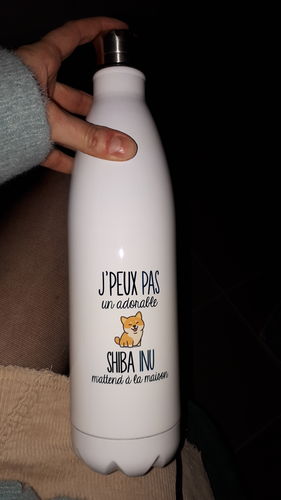 J'PEUX PAS
un adorable
SHIBA INU
m'attend à la maison